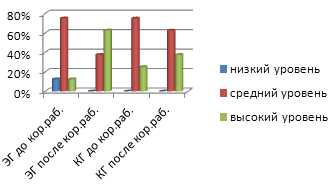 80%
60%
40%
20%
0%
ЭГ до кор.раб.
ЭГ после кор.раб.
КГ до кор.раб.
КГ после кор.раб.
низкий уровень
средний уровень
высокий уровень